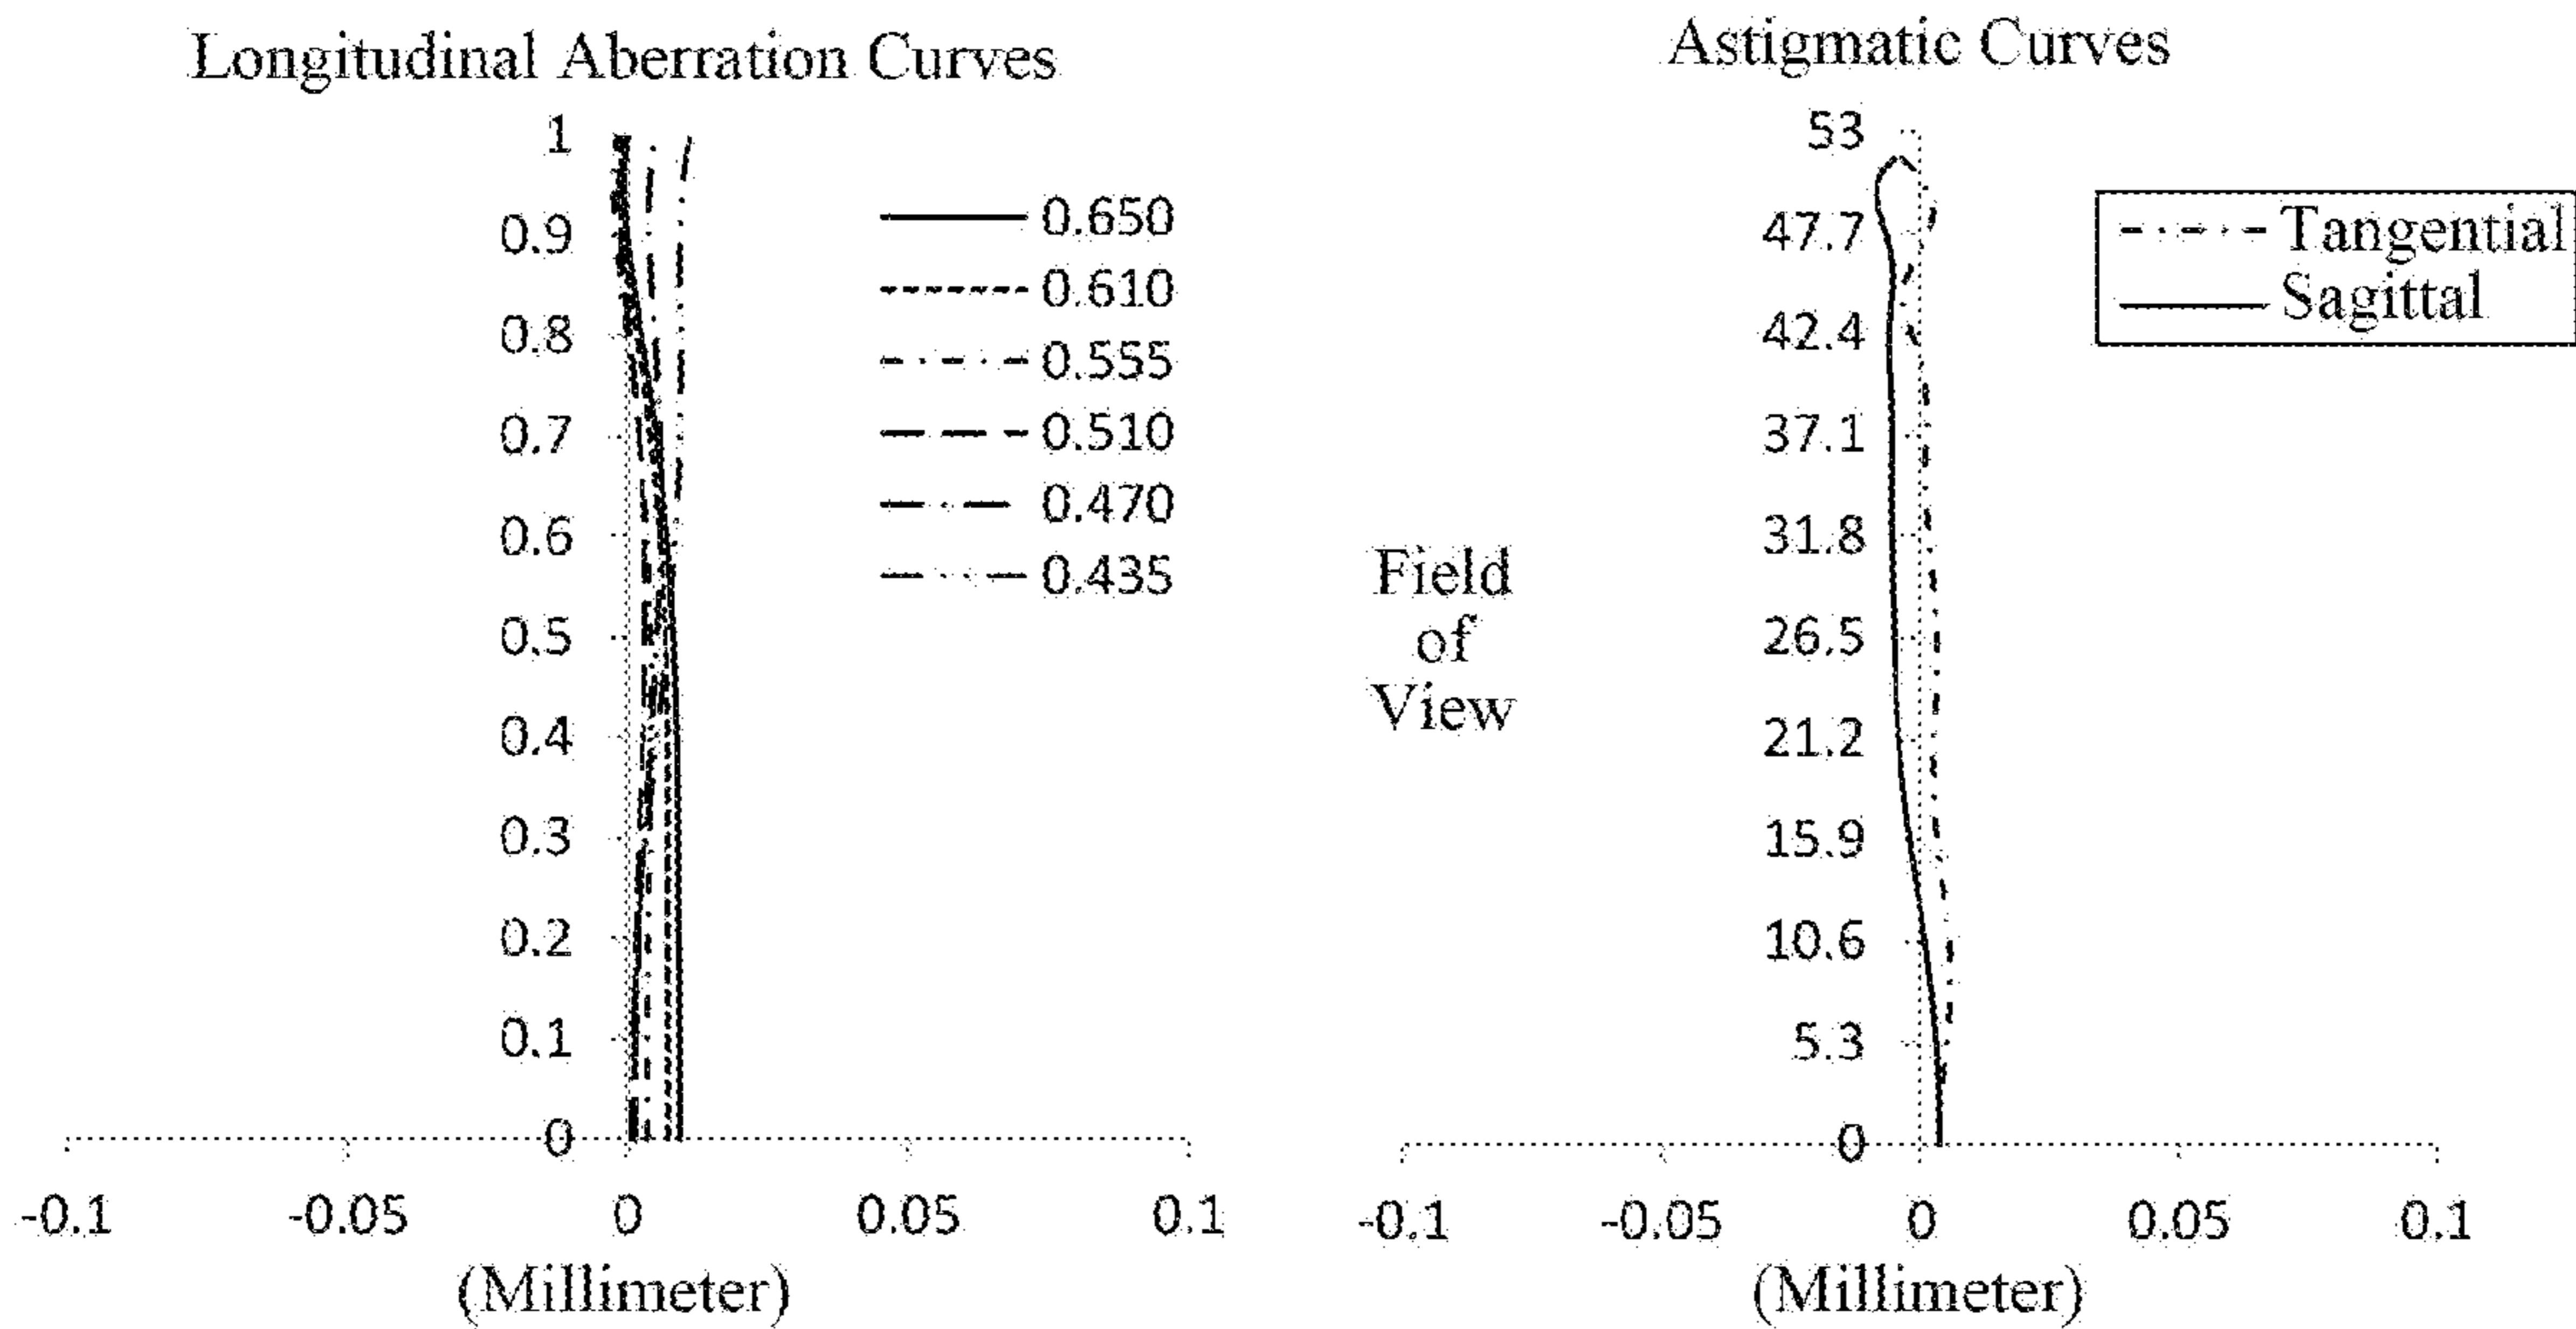 Longitudinal Aberration Curves
1
0.9
0.8
0.7
0.6
0.5
0.4
0.3
0.2
0.1
0
-0.1 -0.05 0 0.05 0.1
(Millimeter)
0.650
0.610
0.555
0.510
0.470
0.435
Astigmatic Curves
Field
of
View
53
47.7
42.4
37.1
31.8
26.5
21.2
15.9
10.6
5.3
0
-0.1 -0.05 0 0.05 0.1
(Millimeter)
Tangential
Sagittal